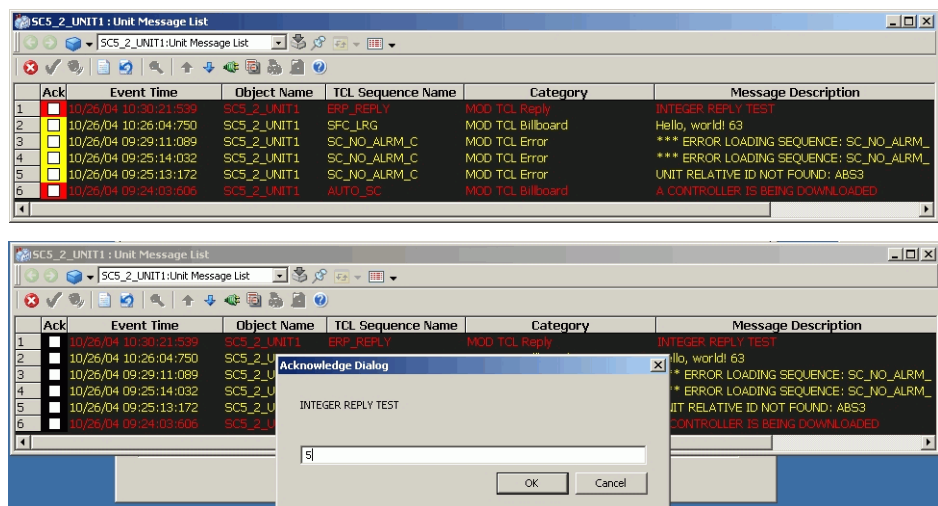 SC5_2_UNIT1 : Unit Message List
SC5_2_UNIT1:Unit Message List
Ack Event Time Object Name TCL Sequence Name Category Message Description
1 10/26/04 10:30:21:539 SC5_2_UNIT1 ERP_REPLY MOD TCL Reply INTEGER REPLY TEST
2 10/26/04 10:26:04:750 SC5_2_UNIT1 SFC_LRG MOD TCL Billboard Hello, world! 63
3 10/26/04 09:29:11:089 SC5_2_UNIT1 SC_NO_ALRM_C MOD TCL Error *** ERROR LOADING SEQUENCE: SC_NO_ALRM_
4 10/26/04 09:25:14:032 SC5_2_UNIT1 SC_NO_ALRM_C MOD TCL Error *** ERROR LOADING SEQUENCE: SC_NO_ALRM_
5 10/26/04 09:25:13:172 SC5_2_UNIT1 SC_NO_ALRM_C MOD TCL Error UNIT RELATIVE ID NOT FOUND: ABS3
6 10/26/04 09:24:03:606 SC5_2_UNIT1 AUTO_SC MOD TCL Billboard A CONTROLLER IS BEING DOWNLOADED
SC5_2_UNIT1 : Unit Message List
SC5_2_UNIT1:Unit Message List
Ack Event Time Object Name TCL Sequence Name Category Message Description
1 10/26/04 10:30:21:539 SC5_2_UNIT1 ERP_REPLY MOD TCL Reply INTEGER REPLY TEST
2 10/26/04 10:26:04:750 SC5_2_U llo, world! 63
3 10/26/04 09:29:11:089 SC5_2_U ** ERROR LOADING SEQUENCE: SC_NO_ALRM_
4 10/26/04 09:25:14:032 SC5_2_U ** ERROR LOADING SEQUENCE: SC_NO_ALRM_
5 10/26/04 09:25:13:172 SC5_2_U IT RELATIVE ID NOT FOUND: ABS3
6 10/26/04 09:24:03:606 SC5_2_U CONTROLLER IS BEING DOWNLOADED
Acknowledge Dialog
INTEGER REPLY TEST
5
OK Cancel